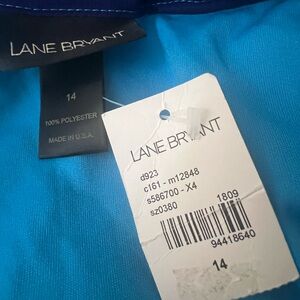 LANE BRYANT
14
100% POLYESTER
MADE IN U.S.A.
LANE BRYANT
d923
c161 - m12848
s586700 - X4
sz0380
1809
94418640
14